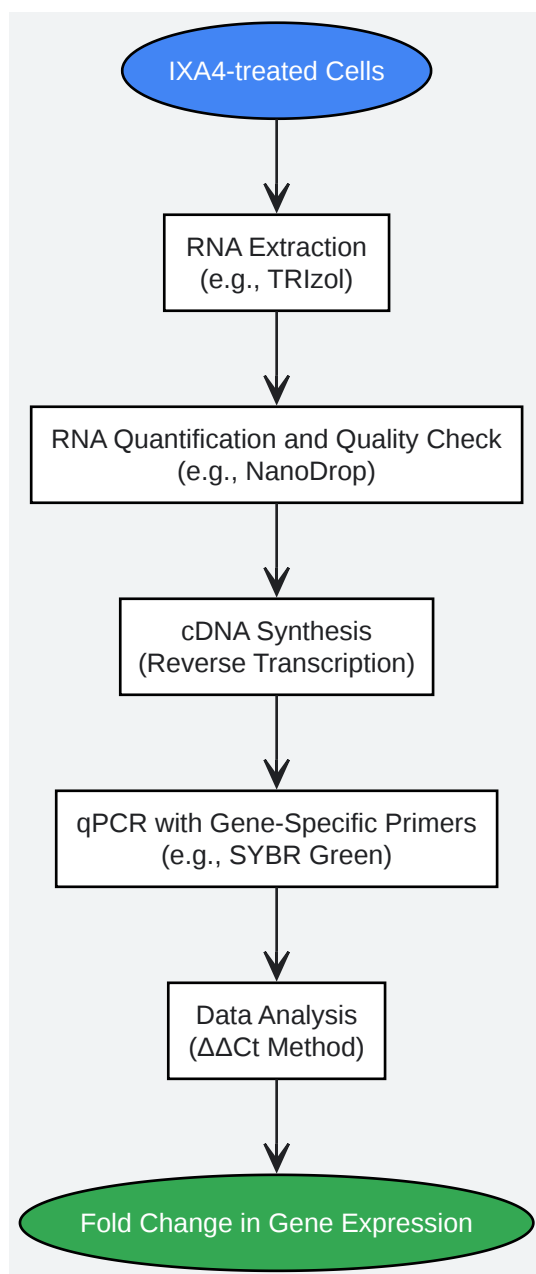 IXA4-treated Cells
RNA Extraction
(e.g., TRIzol)
RNA Quantification and Quality Check
(e.g., NanoDrop)
cDNA Synthesis
(Reverse Transcription)
qPCR with Gene-Specific Primers
(e.g., SYBR Green)
Data Analysis
(ΔΔCt Method)
Fold Change in Gene Expression